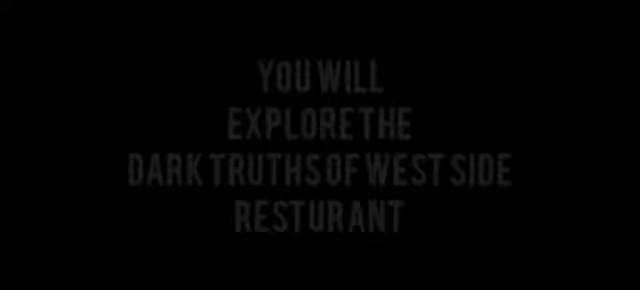 YOU WILL
EXPLORE THE
DARK TRUTHS OF WEST SIDE
RESTURANT